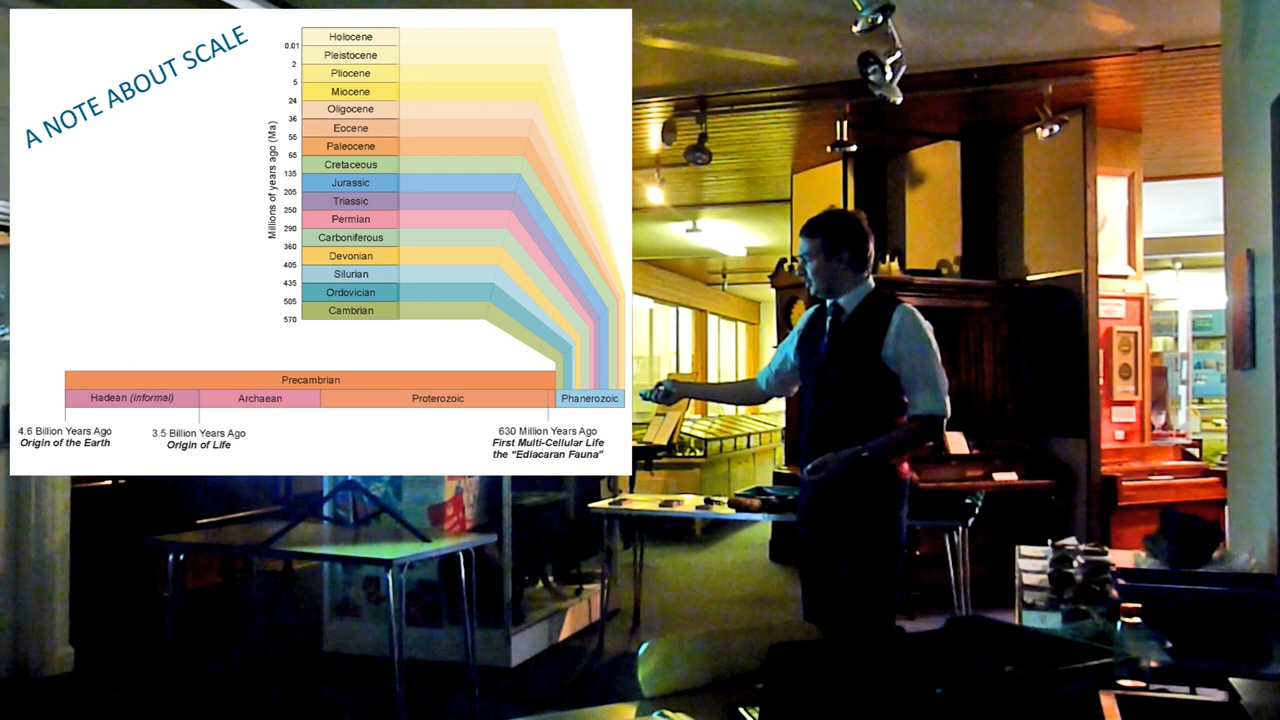 A NOTE ABOUT SCALE
Millions of years ago (Ma)
Holocene
0.01
Pleistocene
2
Pliocene
5
Miocene
24
Oligocene
36
Eocene
55
Paleocene
65
Cretaceous
135
Jurassic
205
Triassic
250
Permian
290
Carboniferous
360
Devonian
405
Silurian
435
Ordovician
505
Cambrian
570
Precambrian
Hadean (informal)
Archaean
Proterozoic
Phanerozoic
4.6 Billion Years Ago
Origin of the Earth
3.5 Billion Years Ago
Origin of Life
630 Million Years Ago
First Multi-Cellular Life
the “Ediacaran Fauna”